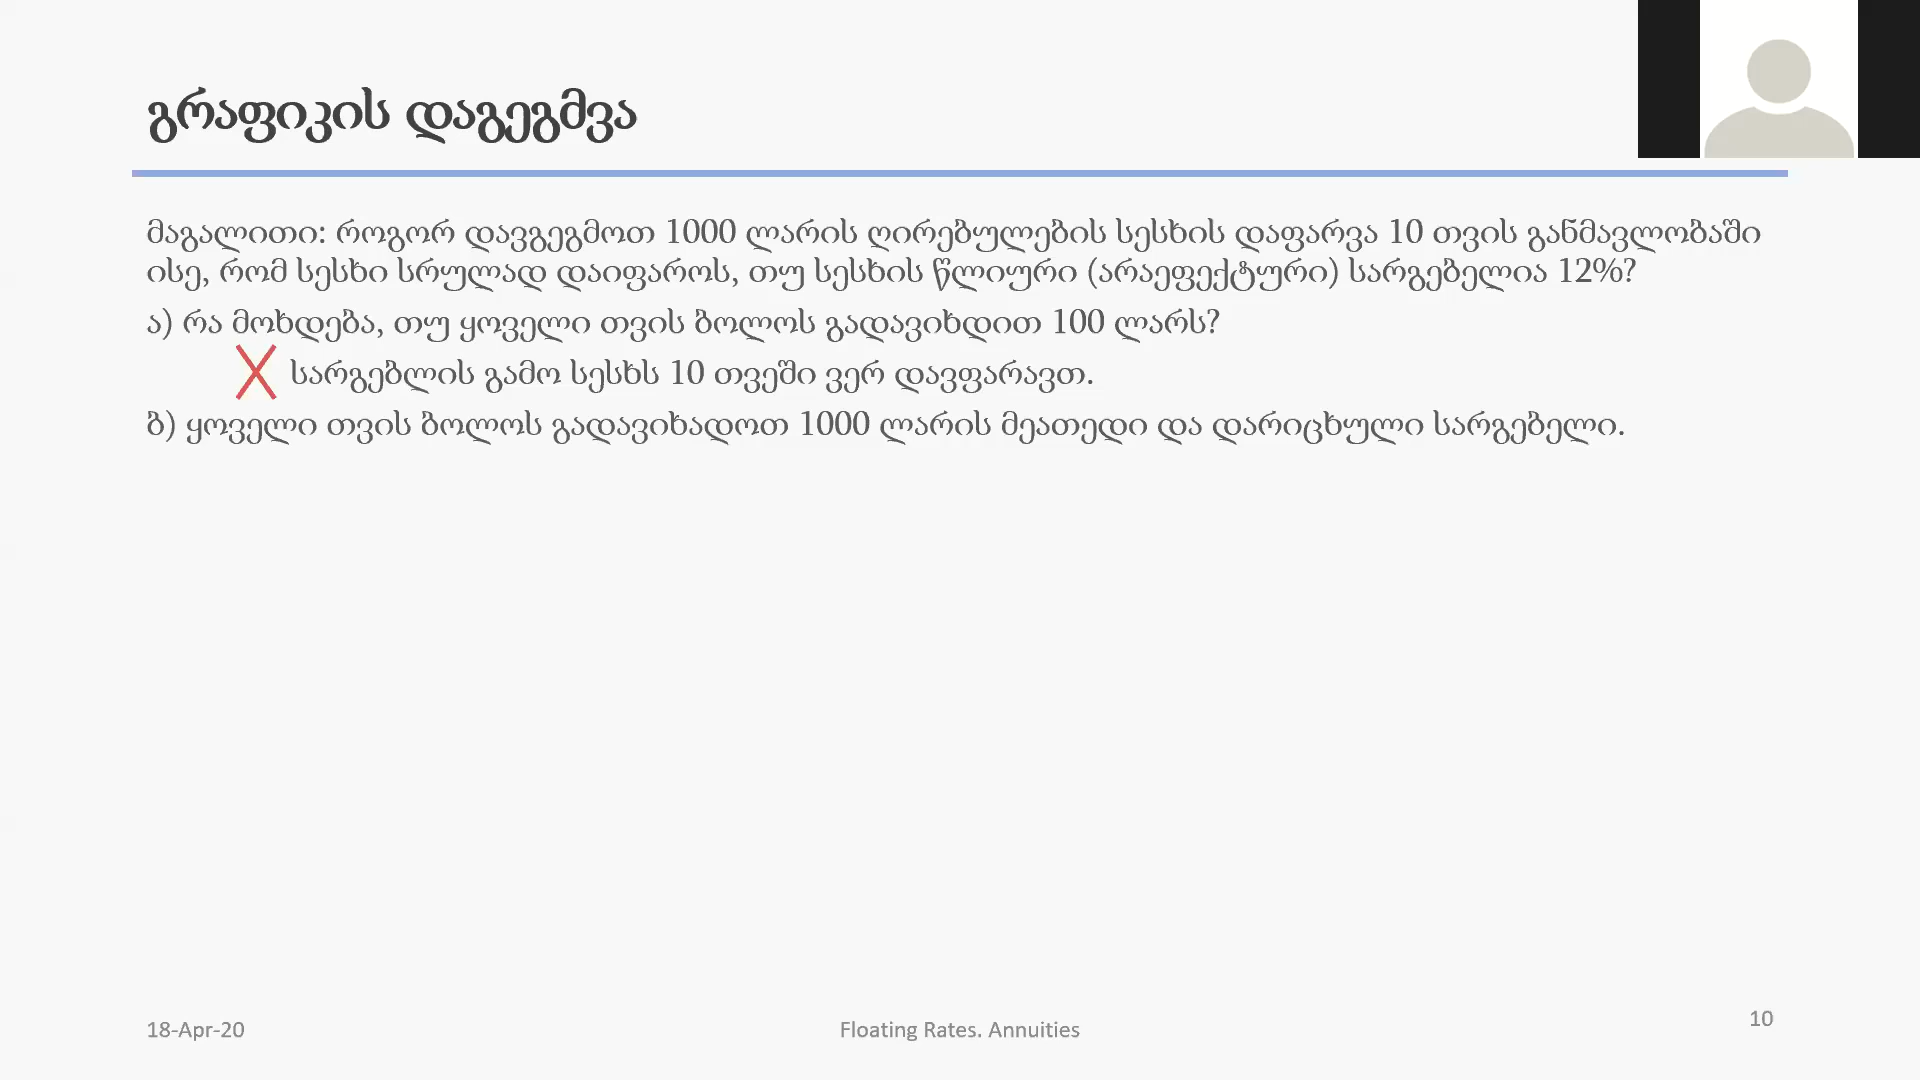 გრაფიკის დაგეგმვა
მაგალითი: როგორ დავგეგმოთ 1000 ლარის ღირებულების სესხის დაფარვა 10 თვის განმავლობაში
ისე, რომ სესხი სრულად დაიფაროს, თუ სესხის წლიური (არაეფექტური) სარგებელია 12%?
ა) რა მოხდება, თუ ყოველი თვის ბოლოს გადავიხდით 100 ლარს?
სარგებლის გამო სესხს 10 თვეში ვერ დავფარავთ.
ბ) ყოველი თვის ბოლოს გადავიხადოთ 1000 ლარის მეათედი და დარიცხული სარგებელი.
18-Apr-20
Floating Rates. Annuities
10